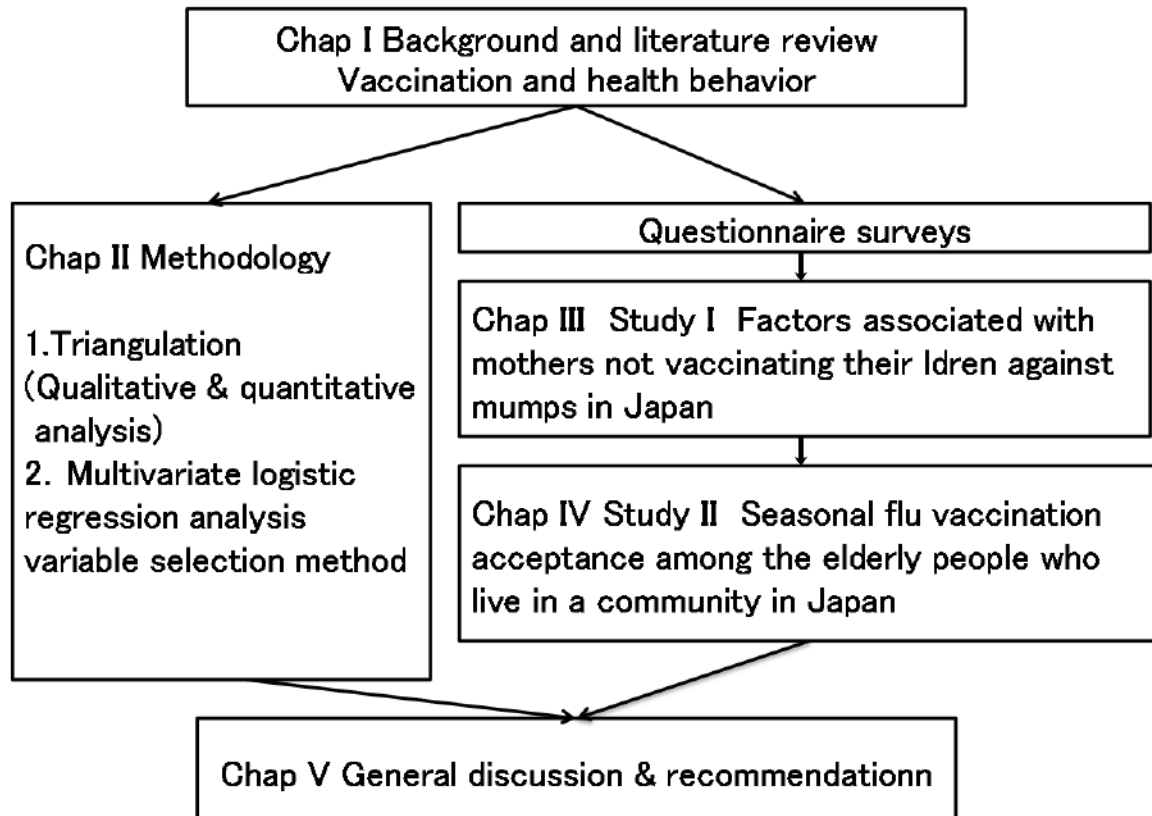 Chap Ⅰ Background and literature review
Vaccination and health behavior
Chap Ⅱ Methodology
1.Triangulation
(Qualitative & quantitative
analysis)
2. Multivariate logistic
regression analysis
variable selection method
Questionnaire surveys
Chap Ⅲ Study Ⅰ Factors associated with
mothers not vaccinating their ldren against
mumps in Japan
Chap Ⅳ Study Ⅱ Seasonal flu vaccination
acceptance among the elderly people who
live in a community in Japan
Chap Ⅴ General discussion & recommendationn